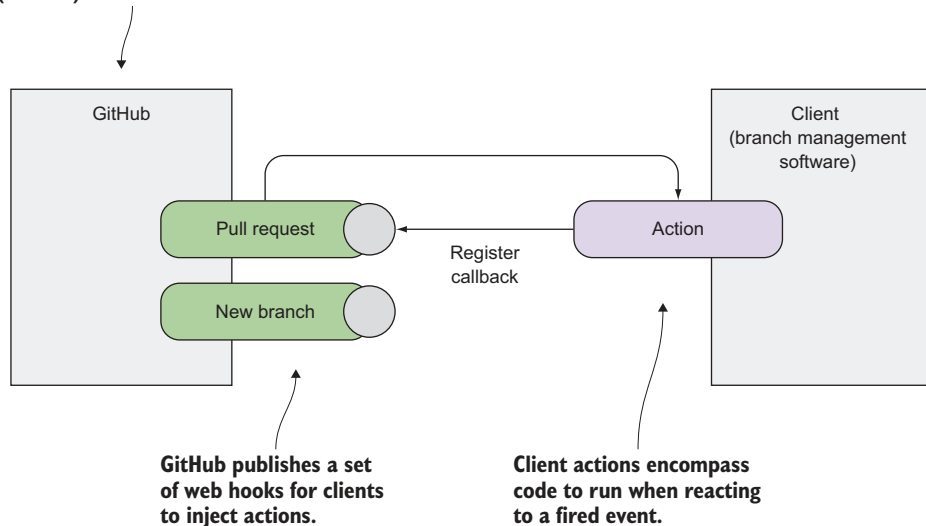 GitHub
Client
(branch management
software)
Pull request
Action
Register
callback
New branch
GitHub publishes a set
of web hooks for clients
to inject actions.
Client actions encompass
code to run when reacting
to a fired event.